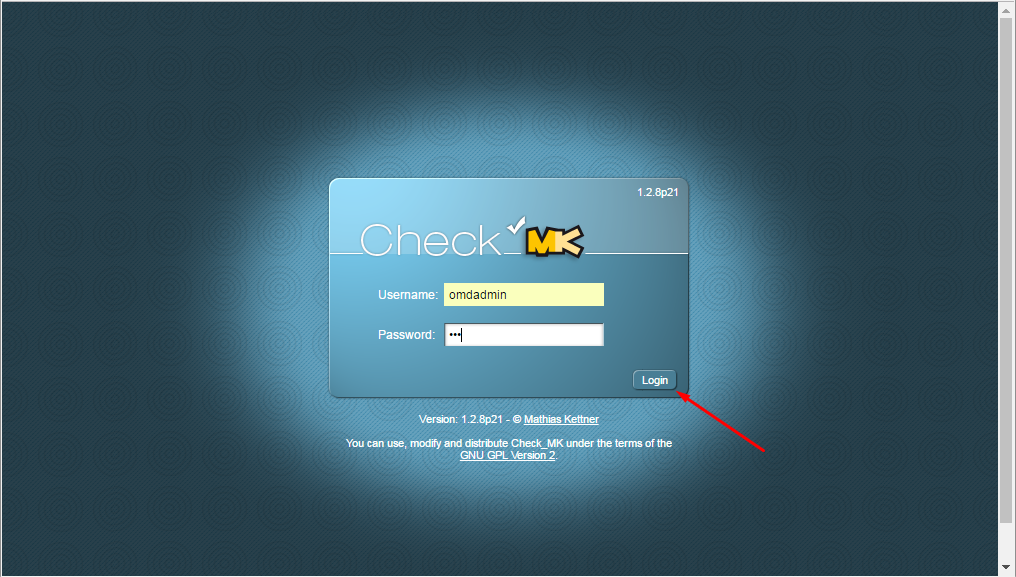 1.2.8p21
Check MK
Username: omdadmin
Password: •••
Login
Version: 1.2.8p21 - © Mathias Kettner
You can use, modify and distribute Check_MK under the terms of the
GNU GPL Version 2.